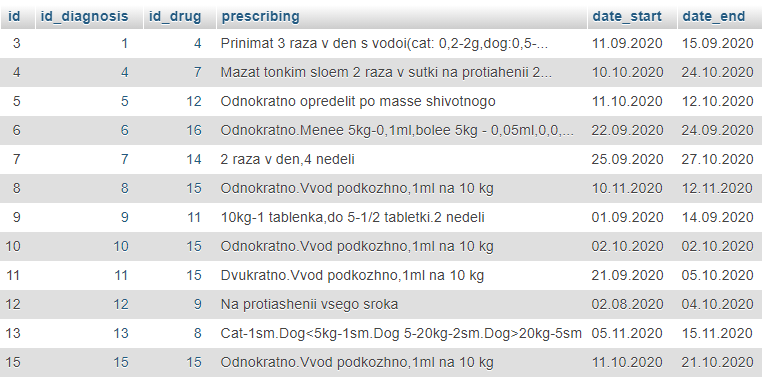 id id_diagnosis id_drug prescribing date_start date_end
3 1 4 Prinimat 3 raza v den s vodoi(cat: 0,2-2g,dog:0,5-... 11.09.2020 15.09.2020
4 4 7 Mazat tonkim sloem 2 raza v sutki na protiahenii 2... 10.10.2020 24.10.2020
5 5 12 Odnokratno opredelit po masse shivotnogo 11.10.2020 12.10.2020
6 6 16 Odnokratno.Menee 5kg-0,1ml,bolee 5kg - 0,05ml,0,0,... 22.09.2020 24.09.2020
7 7 14 2 raza v den,4 nedeli 25.09.2020 27.10.2020
8 8 15 Odnokratno.Vvod podkozhno,1ml na 10 kg 10.11.2020 12.11.2020
9 9 11 10kg-1 tablenka,do 5-1/2 tabletki.2 nedeli 01.09.2020 14.09.2020
10 10 15 Odnokratno.Vvod podkozhno,1ml na 10 kg 02.10.2020 02.10.2020
11 11 15 Dvukratno.Vvod podkozhno,1ml na 10 kg 21.09.2020 05.10.2020
12 12 9 Na protiashenii vsego sroka 02.08.2020 04.10.2020
13 13 8 Cat-1sm.Dog<5kg-1sm.Dog 5-20kg-2sm.Dog>20kg-5sm 05.11.2020 15.11.2020
15 15 15 Odnokratno.Vvod podkozhno,1ml na 10 kg 11.10.2020 21.10.2020